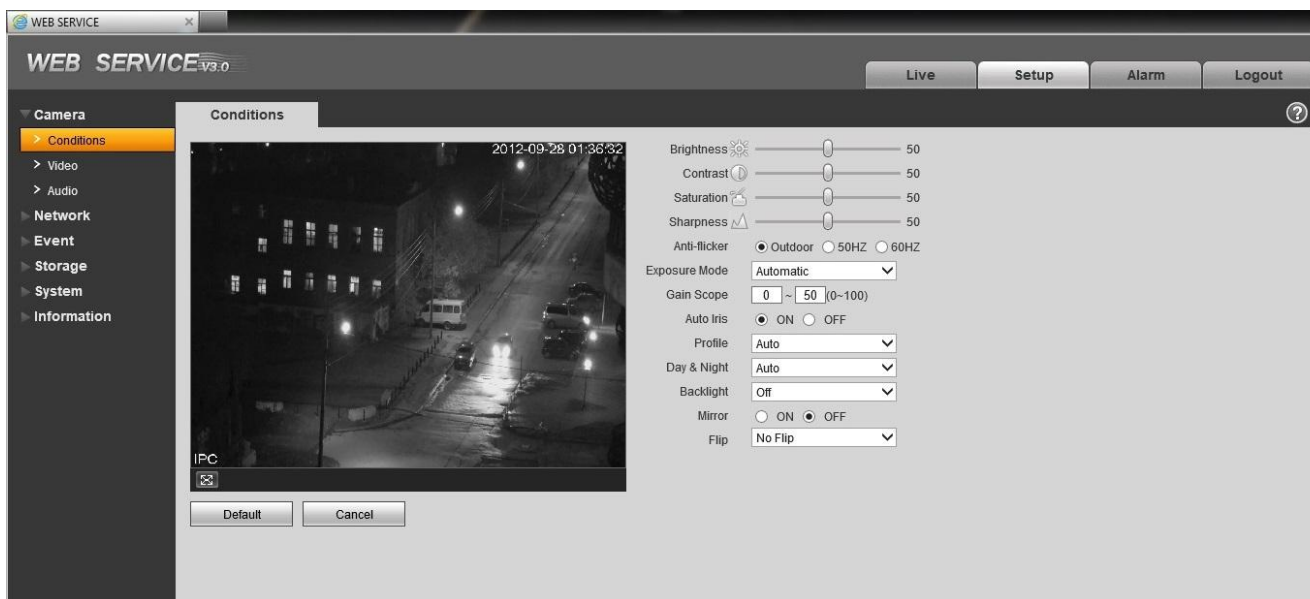 WEB SERVICE
WEB SERVICE V3.0
Live Setup Alarm Logout
Camera
Conditions
Video
Audio
Network
Event
Storage
System
Information
Conditions
2012-09-28 01:36:32
IPC
Default Cancel
Brightness 50
Contrast 50
Saturation 50
Sharpness 50
Anti-flicker Outdoor 50HZ 60HZ
Exposure Mode Automatic
Gain Scope 0 ~ 50 (0~100)
Auto Iris ON OFF
Profile Auto
Day & Night Auto
Backlight Off
Mirror ON OFF
Flip No Flip